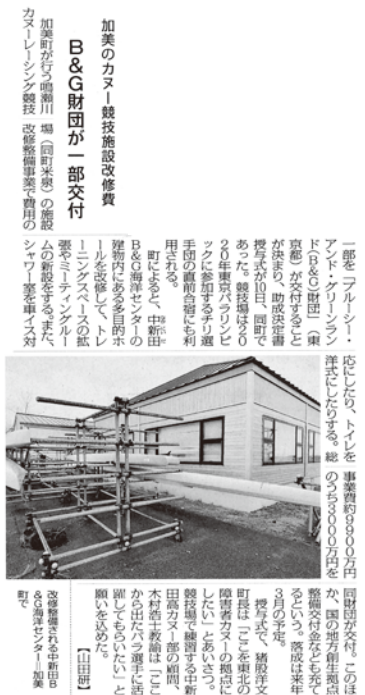 加美のカヌー競技施設改修費
B&G財団が一部交付
加美町が行う鳴瀬川
カヌーレーシング競技
場（同町米泉）の施設
改修整備事業で費用の
一部を「ブルーシー・
アンド・グリーンラン
ド（B&G）財団」（東
京都）が交付すること
が決まり、助成決定書
授与式が10日、同町で
あった。競技場は20
20年東京パラリンピ
ックに参加するチリ選
手団の直前合宿にも利
用される。
町によると、中新田
B&G海洋センターの
建物内にある多目的ホ
ールを改修して、トレ
ーニングスペースの拡
張やミーティングルー
ムの新設をする。また、
シャワー室を車イス対
応にしたり、トイレを
洋式にしたりする。総
事業費約9900万円
のうち3000万円を
同財団が交付。このほ
か、国の地方創生拠点
整備交付金なども充て
るという。落成は来年
3月の予定。
授与式で、猪股洋文
町長は「ここを東北の
障害者カヌーの拠点に
したい」とあいさつ。
競技場で練習する中新
田高カヌー部の顧問、
木村浩士教諭は「ここ
から出たパラ選手に活
躍してもらいたい」と
願いを込めた。
【山田研】
改修整備される中新田B
&G海洋センター＝加美
町で